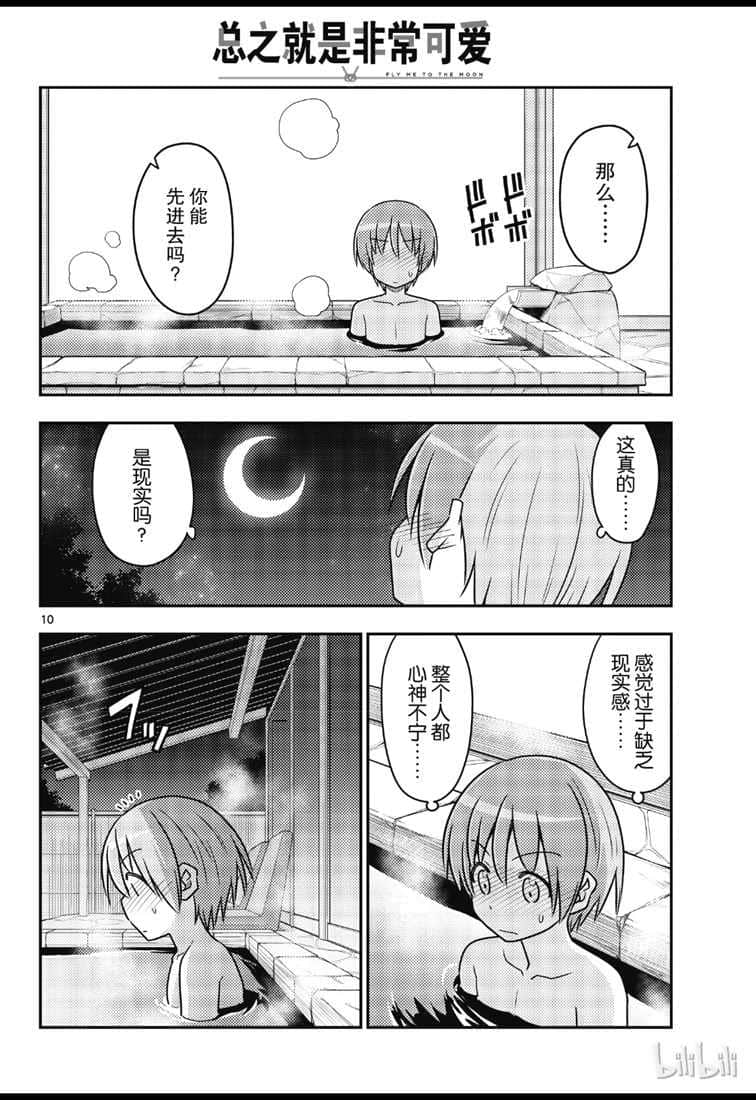 总之就是非常可爱
FLY ME TO THE MOON
那么……
ドドド
ボボ
你能
先进去吗？
这真的……
是现实吗？
10
感觉过于缺乏
现实感……
整个人都
心神不宁……
bilibili